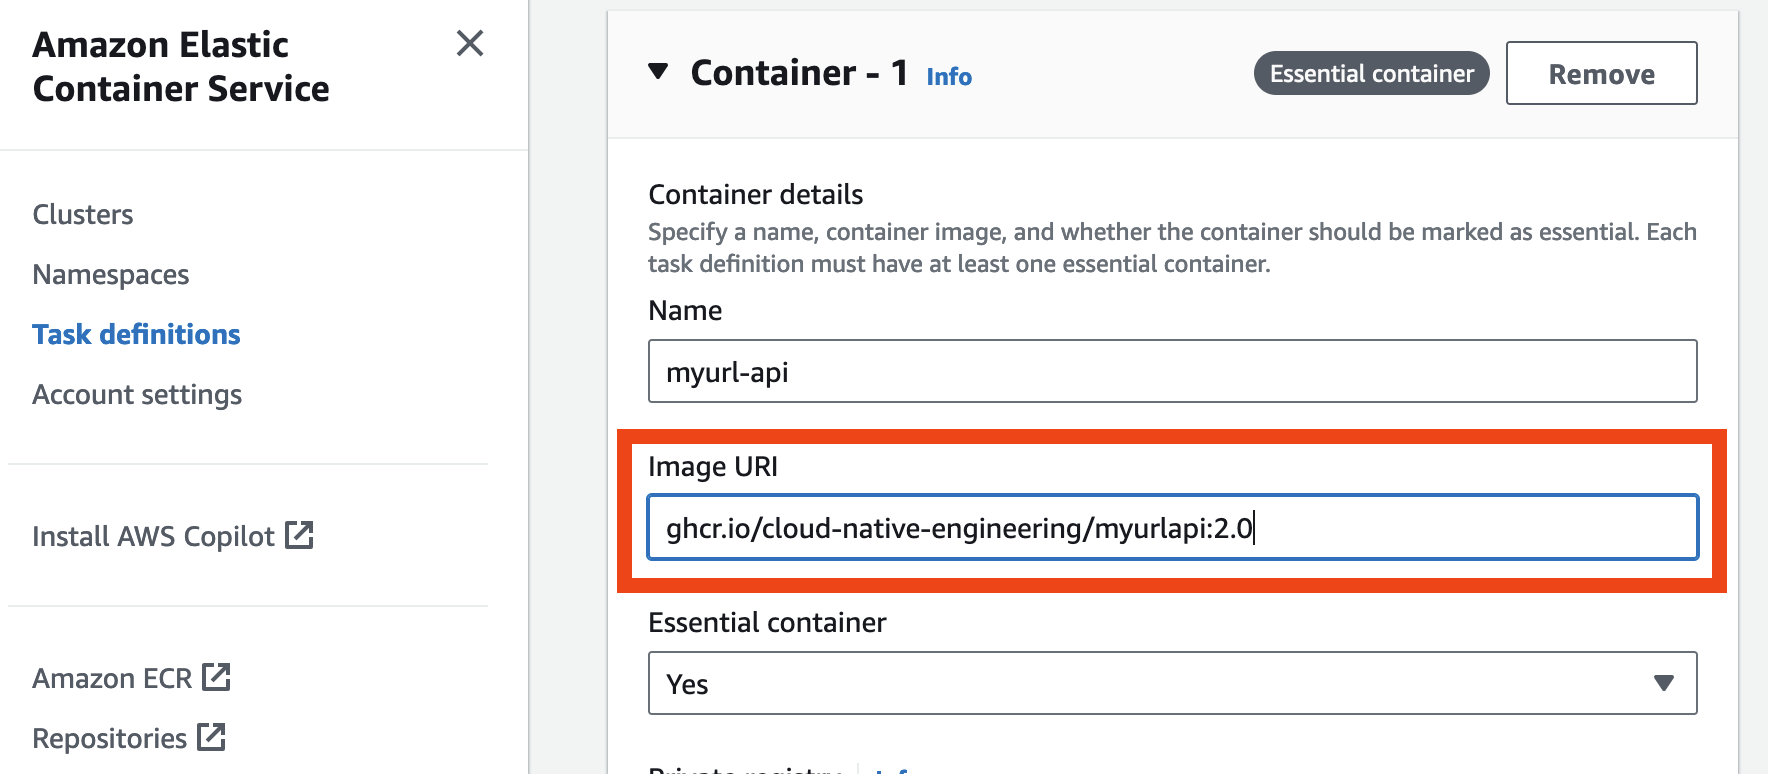 Amazon Elastic
Container Service
Clusters
Namespaces
Task definitions
Account settings
Install AWS Copilot
Amazon ECR
Repositories
Container - 1 Info
Essential container
Remove
Container details
Specify a name, container image, and whether the container should be marked as essential. Each
task definition must have at least one essential container.
Name
myurl-api
Image URI
ghcr.io/cloud-native-engineering/myurlapi:2.0
Essential container
Yes
Private registry Info